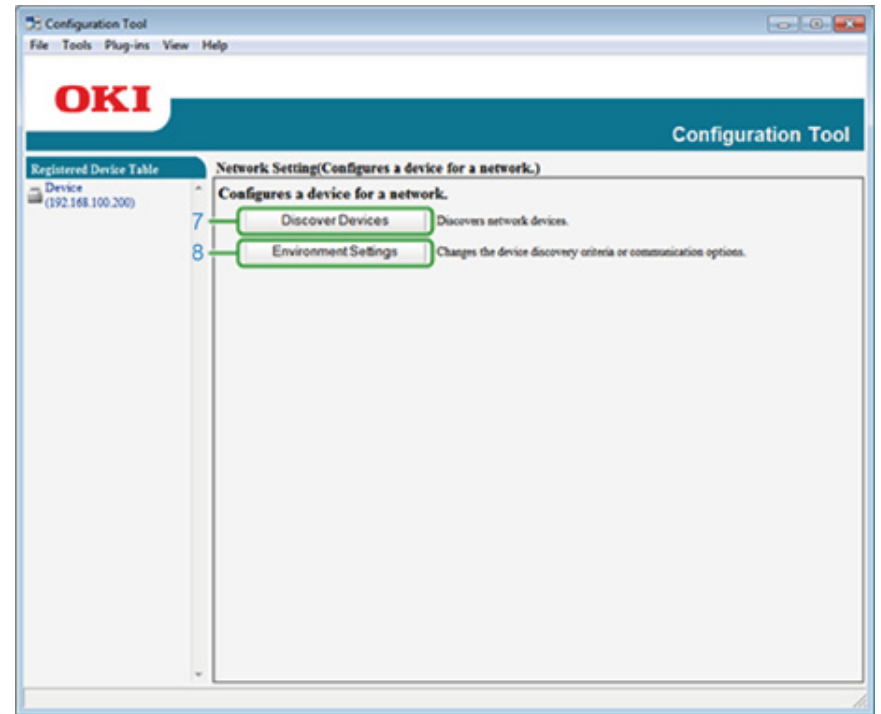 Configuration Tool
File Tools Plug-ins View Help
OKI
Configuration Tool
Registered Device Table
Device
(192.168.100.200)
Network Setting(Configures a device for a network.)
Configures a device for a network.
7 Discover Devices Discovers network devices.
8 Environment Settings Changes the device discovery criteria or communication options.